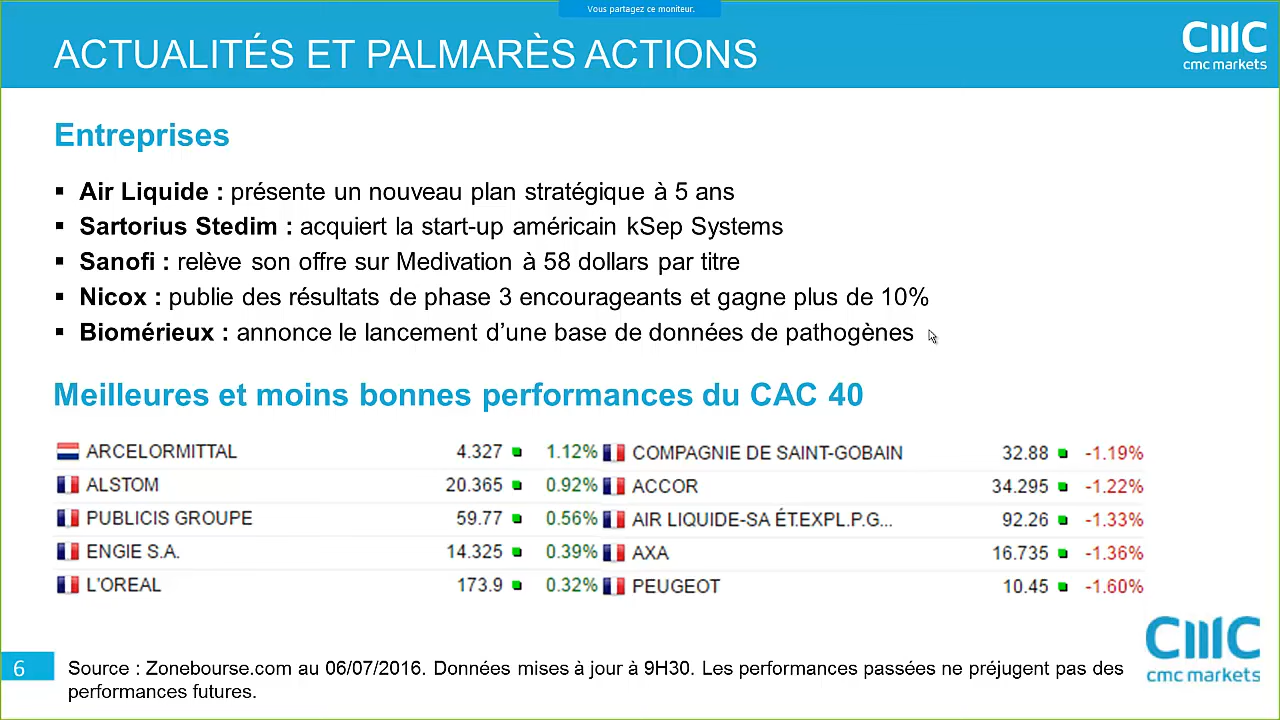 Vous partagez ce moniteur.
ACTUALITÉS ET PALMARÈS ACTIONS
CMC
cmc markets
Entreprises
▪ Air Liquide : présente un nouveau plan stratégique à 5 ans
▪ Sartorius Stedim : acquiert la start-up américain kSep Systems
▪ Sanofi : relève son offre sur Medivation à 58 dollars par titre
▪ Nicox : publie des résultats de phase 3 encourageants et gagne plus de 10%
▪ Biomérieux : annonce le lancement d’une base de données de pathogènes
Meilleures et moins bonnes performances du CAC 40
ARCELORMITTAL 4.327 1.12% COMPAGNIE DE SAINT-GOBAIN 32.88 -1.19%
ALSTOM 20.365 0.92% ACCOR 34.295 -1.22%
PUBLICIS GROUPE 59.77 0.56% AIR LIQUIDE-SA ÉT.EXPL.P.G... 92.26 -1.33%
ENGIE S.A. 14.325 0.39% AXA 16.735 -1.36%
L'OREAL 173.9 0.32% PEUGEOT 10.45 -1.60%
CMC
cmc markets
6
Source : Zonebourse.com au 06/07/2016. Données mises à jour à 9H30. Les performances passées ne préjugent pas des
performances futures.